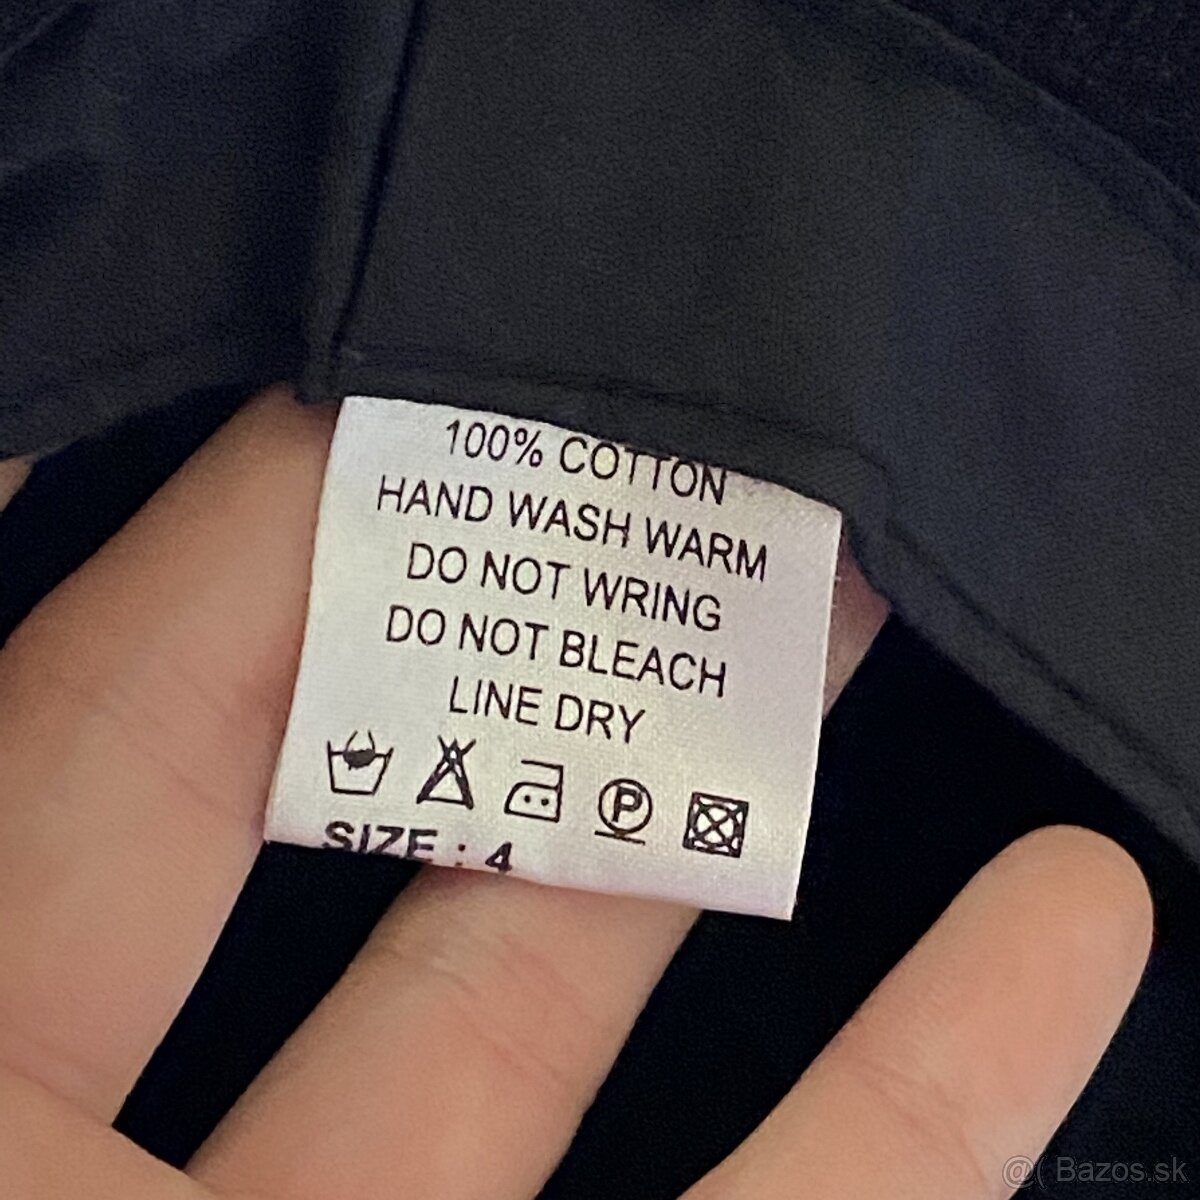 100% COTTON
HAND WASH WARM
DO NOT WRING
DO NOT BLEACH
LINE DRY
P
SIZE : 4
@( Bazos.sk